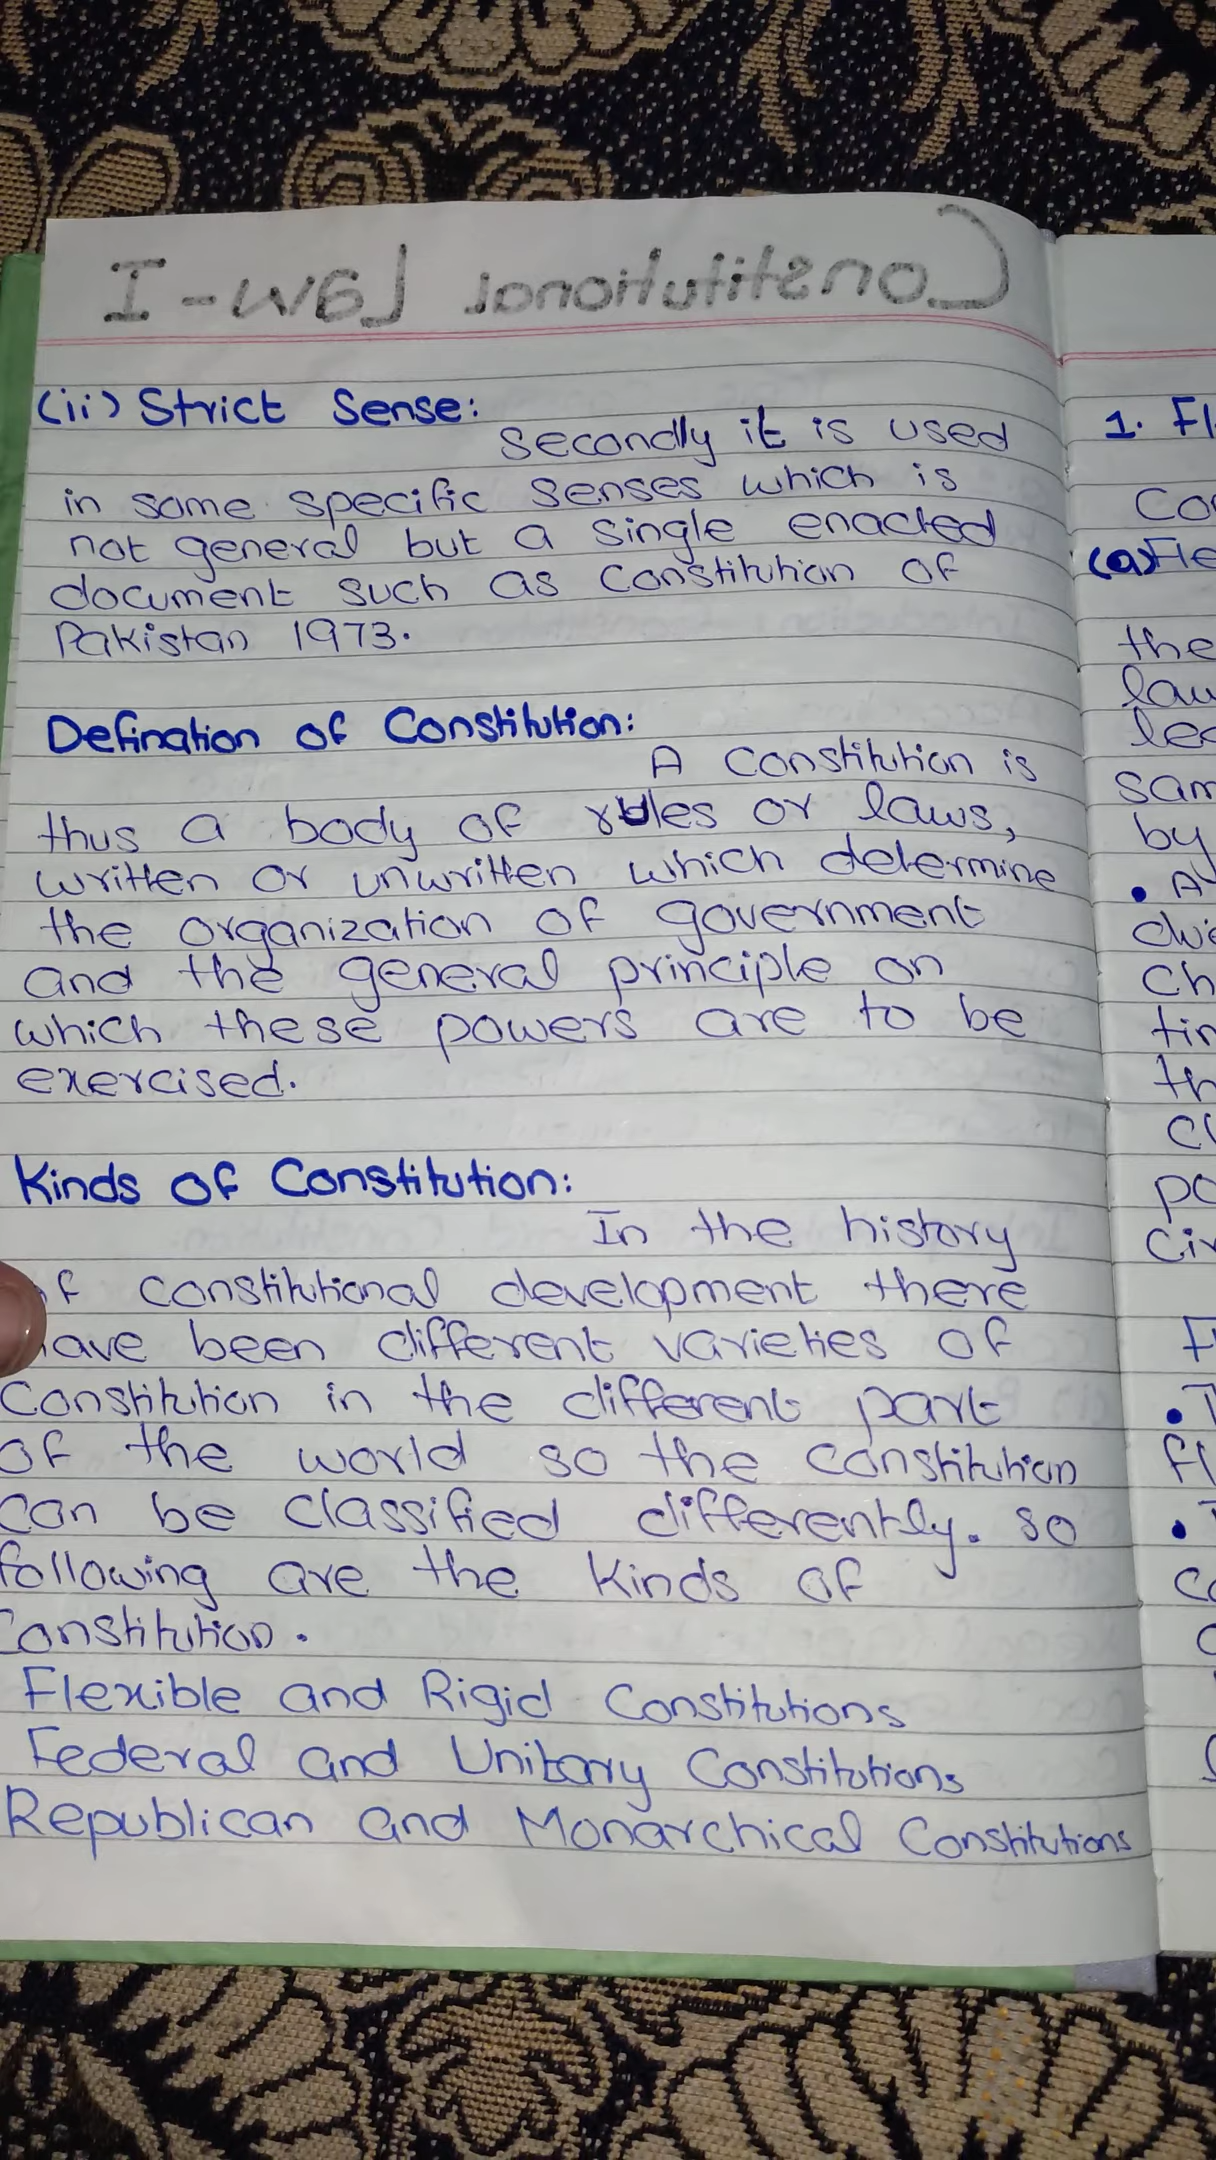 Constitutional Law-I
(ii) Strict Sense:
Secondly it is used
in some specific senses which is
not general but a single enacted
document such as Constitution of
Pakistan 1973.
Defination of Constitution:
A Constitution is
thus a body of rules or laws,
written or unwritten which determine
the organization of government
and the general principle on
which these powers are to be
exercised.
Kinds of Constitution:
In the history
of constitutional development there
have been different varieties of
Constitution in the different part
of the world so the constitution
can be classified differently. so
following are the kinds of
Constitution.
Flexible and Rigid Constitutions
Federal and Unitary Constitutions
Republican and Monarchical Constitutions
1.
(a)
the
by